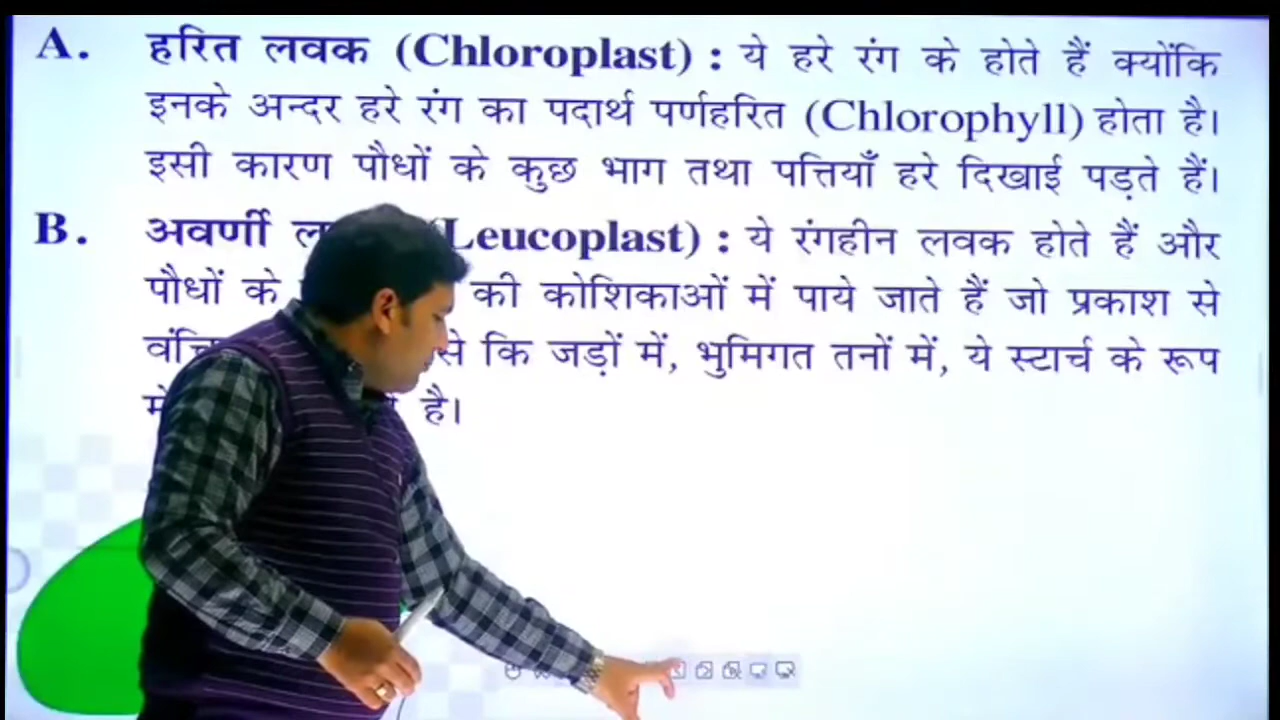 A. हरित लवक (Chloroplast) : ये हरे रंग के होते हैं क्योंकि
इनके अन्दर हरे रंग का पदार्थ पर्णहरित (Chlorophyll) होता है।
इसी कारण पौधों के कुछ भाग तथा पत्तियाँ हरे दिखाई पड़ते हैं।
B. अवर्णी (Leucoplast) : ये रंगहीन लवक होते हैं और
पौधों के की कोशिकाओं में पाये जाते हैं जो प्रकाश से
कि जड़ों में, भुमिगत तनों में, ये स्टार्च के रूप
है।